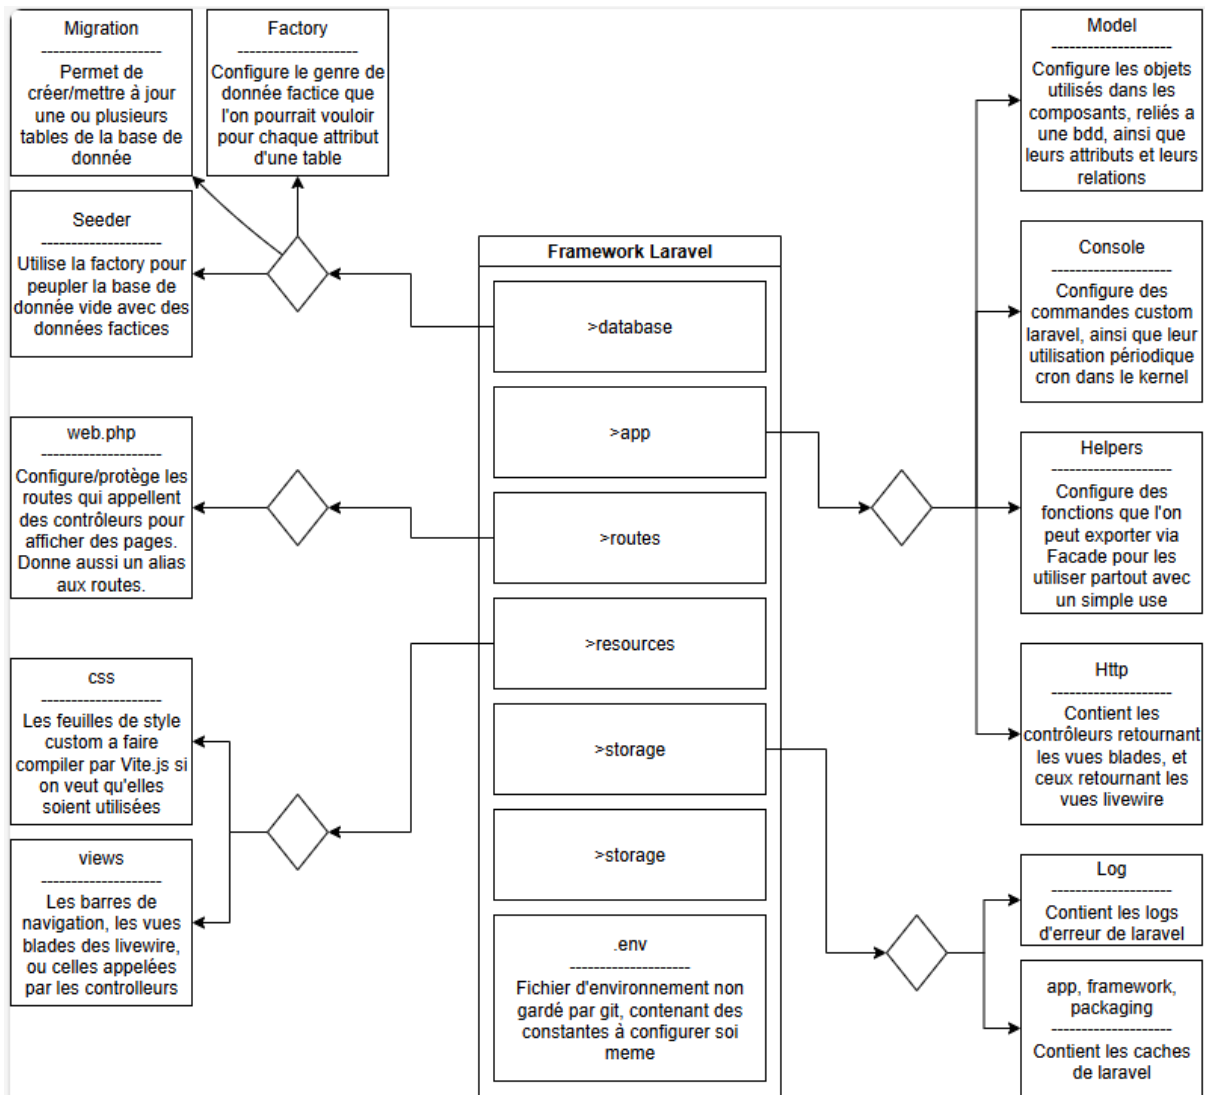 Migration
--------------------
Permet de
créer/mettre à jour
une ou plusieurs
tables de la base de
donnée
Factory
--------------------
Configure le genre de
donnée factice que
l'on pourrait vouloir
pour chaque attribut
d'une table
Seeder
--------------------
Utilise la factory pour
peupler la base de
donnée vide avec des
données factices
web.php
--------------------
Configure/protège les
routes qui appellent
des contrôleurs pour
afficher des pages.
Donne aussi un alias
aux routes.
css
--------------------
Les feuilles de style
custom a faire
compiler par Vite.js si
on veut qu'elles
soient utilisées
views
--------------------
Les barres de
navigation, les vues
blades des livewire,
ou celles appelées
par les controlleurs
Framework Laravel
>database
>app
>routes
>resources
>storage
>storage
.env
--------------------
Fichier d'environement non
gardé par git, contenant des
constantes à configurer soi
meme
Model
--------------------
Configure les objets
utilisés dans les
composants, reliés a
une bdd, ainsi que
leurs attributs et leurs
relations
Console
--------------------
Configure des
commandes custom
laravel, ainsi que leur
utilisation périodique
cron dans le kernel
Helpers
--------------------
Configure des
fonctions que l'on
peut exporter via
Facade pour les
utiliser partout avec
un simple use
Http
--------------------
Contient les
contrôleurs retournant
les vues blades, et
ceux retournant les
vues livewire
Log
--------------------
Contient les logs
d'erreur de laravel
app, framework,
packaging
--------------------
Contient les caches
de laravel